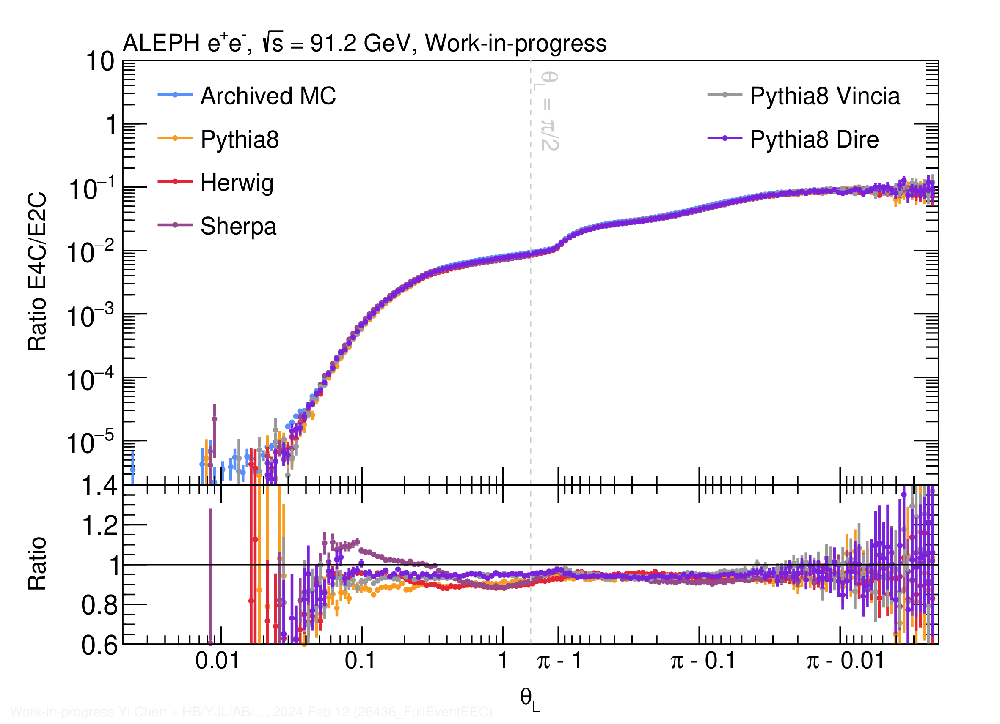 ALEPH e⁺e⁻, √s = 91.2 GeV, Work-in-progress
10
1
10⁻¹
10⁻²
10⁻³
10⁻⁴
10⁻⁵
Ratio E4C/E2C
Archived MC
Pythia8
Herwig
Sherpa
Pythia8 Vincia
Pythia8 Dire
θL = π/2
1.4
1.2
1
0.8
0.6
Ratio
0.01 0.1 1 π - 1 π - 0.1 π - 0.01
θL
Work-in-progress Yi Chen + HB/YJL/AB/..., 2024 Feb 12 (26436_FullEventEEC)